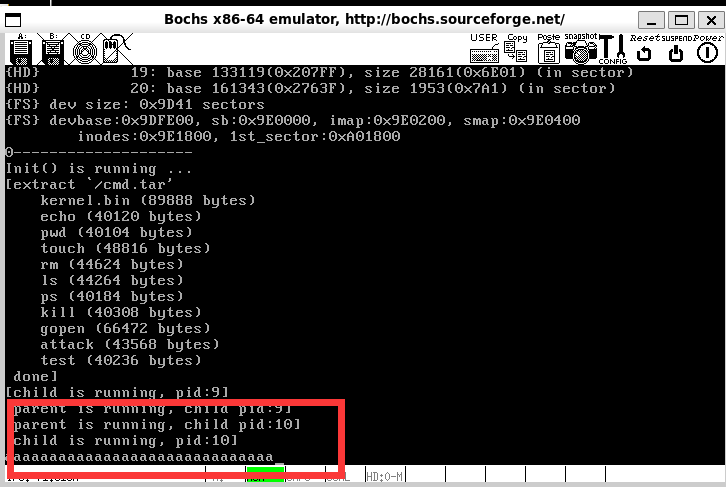 Bochs x86-64 emulator, http://bochs.sourceforge.net/
A: B: CD USER Copy Paste snapshot CONFIG Reset SUSPEND Power
{HD} 19: base 133119(0x207FF), size 28161(0x6E01) (in sector)
{HD} 20: base 161343(0x2763F), size 1953(0x7A1) (in sector)
{FS} dev size: 0x9D41 sectors
{FS} devbase:0x9DFE00, sb:0x9E0000, imap:0x9E0200, smap:0x9E0400
inodes:0x9E1800, 1st_sector:0xA01800
0--------------------
Init() is running ...
[extract `/cmd.tar'
kernel.bin (89888 bytes)
echo (40120 bytes)
pwd (40104 bytes)
touch (48816 bytes)
rm (44624 bytes)
ls (44264 bytes)
ps (40184 bytes)
kill (40308 bytes)
gopen (66472 bytes)
attack (43568 bytes)
test (40236 bytes)
done]
[child is running, pid:9]
parent is running, child pid:9]
parent is running, child pid:10]
child is running, pid:10]
aaaaaaaaaaaaaaaaaaaaaaaaaaaaaa_
HD:0-M